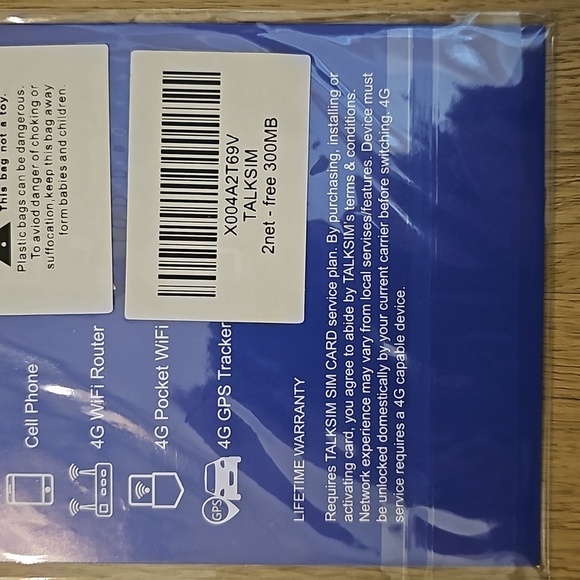 This bag not a toy.
Plastic bags can be dangerous.
To aviod danger of choking or
suffocation,keep this bag away
form babies and children.
X004A2T69V
TALKSIM
2net - free 300MB
Cell Phone
4G WiFi Router
4G Pocket WiFi
GPS
4G GPS Tracker
LIFETIME WARRANTY
Requires TALKSIM SIM CARD service plan. By purchasing, installing or
activating card, you agree to abide by TALKSIM's terms & conditions.
Network experience may vary from local servises/features. Device must
be unlocked domestically by your current carrier before switching. 4G
service requires a 4G capable device.